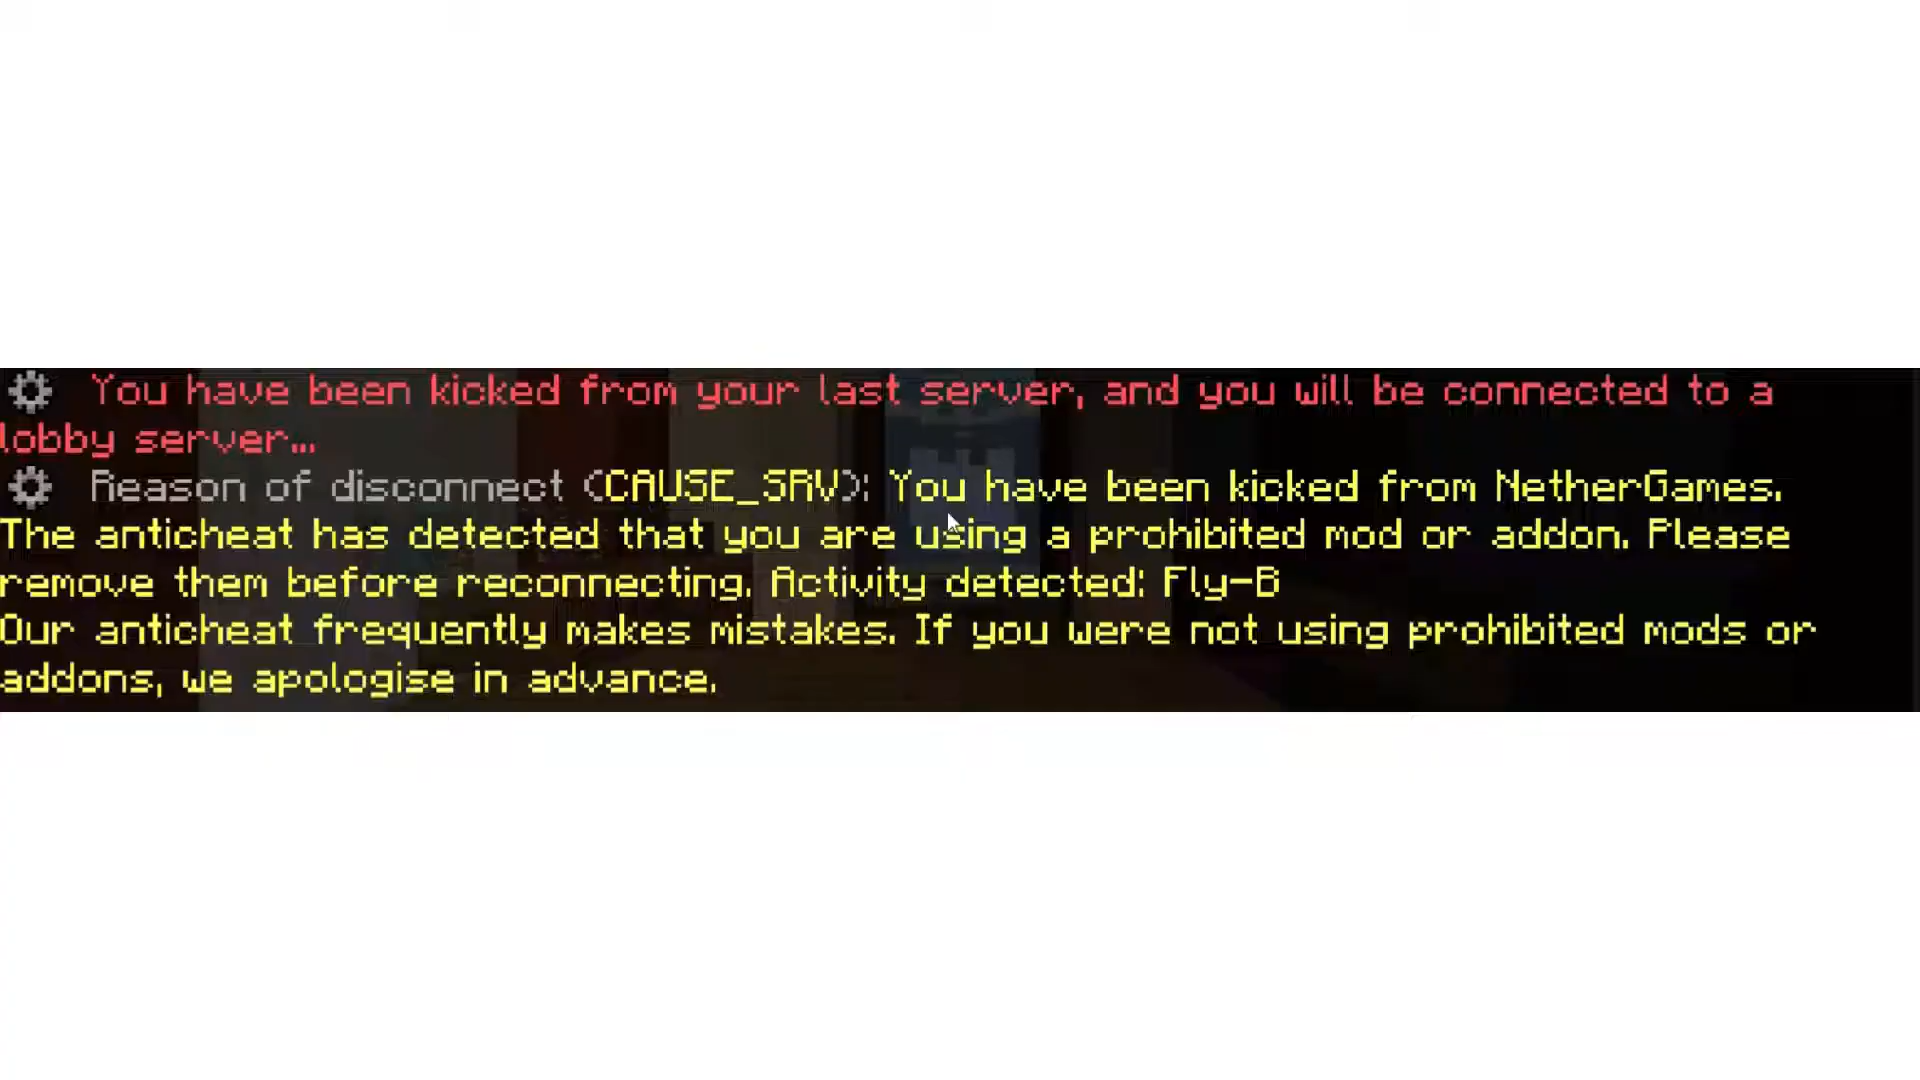 You have been kicked from your last server, and you will be connected to a
lobby server...
Reason of disconnect (CAUSE_SRV): You have been kicked from NetherGames.
The anticheat has detected that you are using a prohibited mod or addon. Please
remove them before reconnecting. Activity detected: Fly-B
Our anticheat frequently makes mistakes. If you were not using prohibited mods or
addons, we apologise in advance.